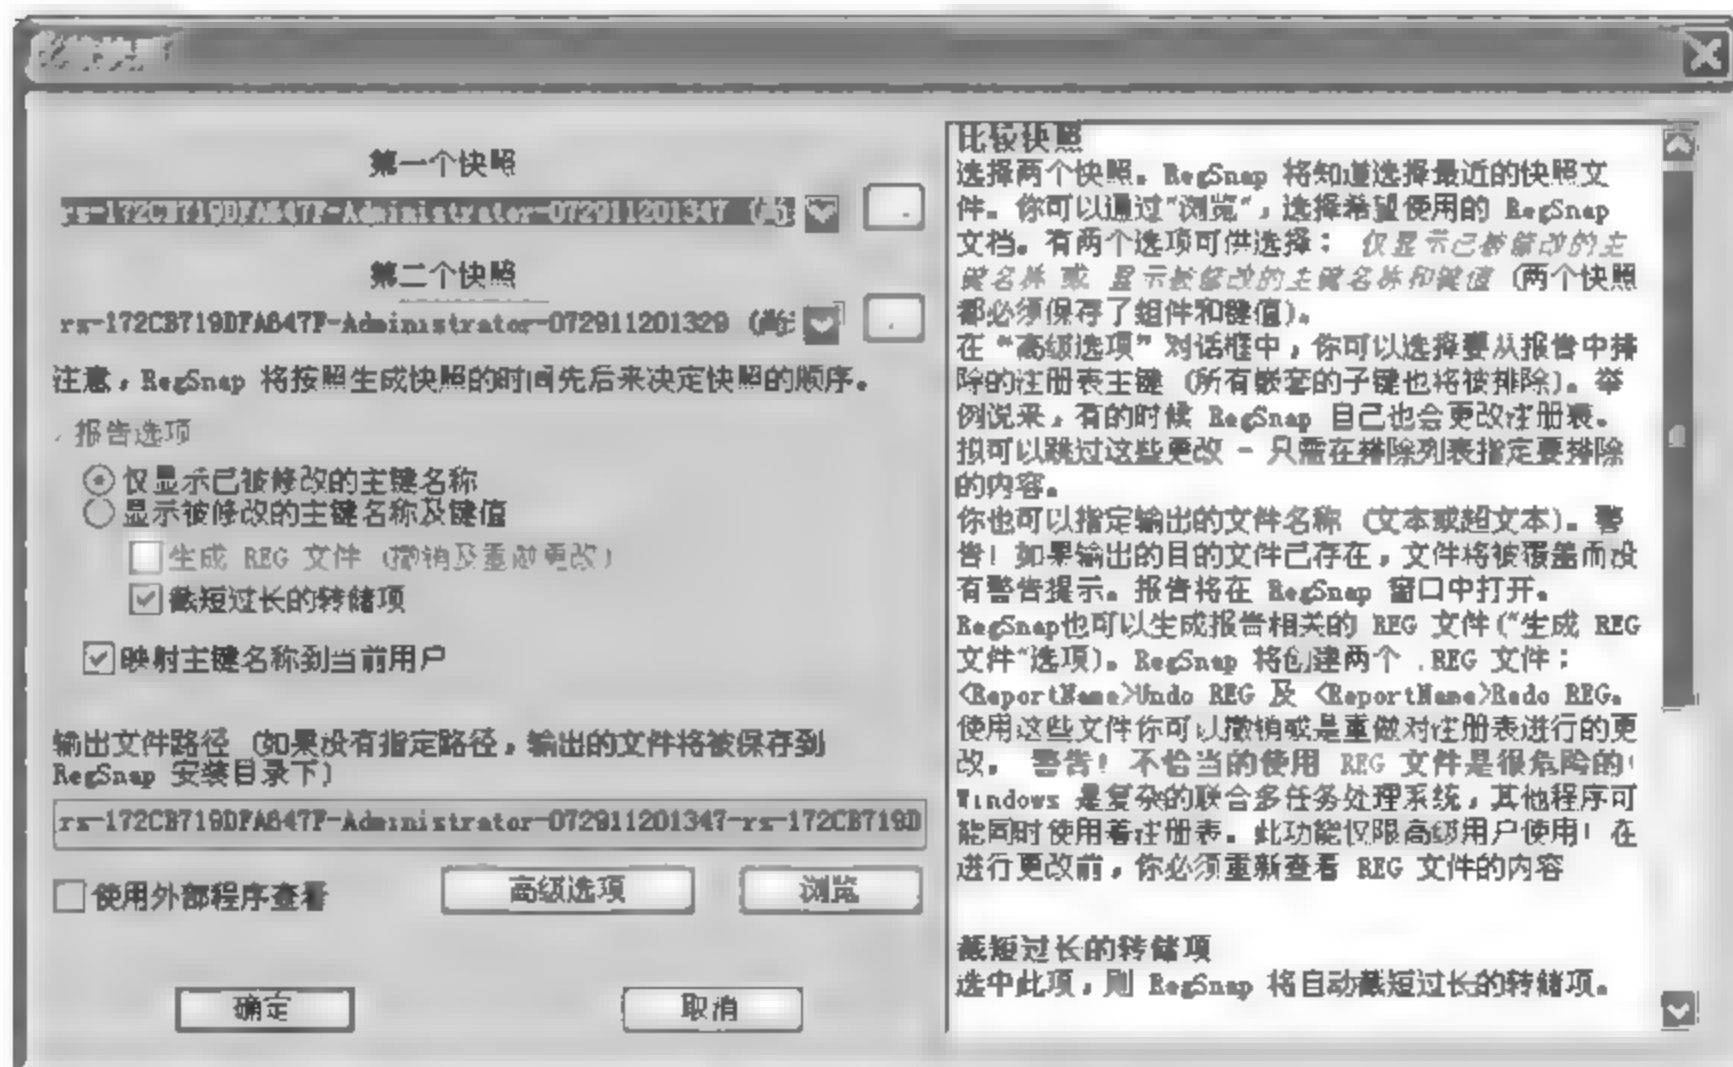 第一个快照
rs-172CB719DFA647F-Administrator-072911201347
第二个快照
rs-172CB719DFA647F-Administrator-072911201329
注意，RegSnap 将按照生成快照的时间先后来决定快照的顺序。
报告选项
仅显示已被修改的主键名称
显示被修改的主键名称及键值
生成 REG 文件 (撤销及重做更改)
截短过长的转储项
映射主键名称到当前用户
输出文件路径 (如果没有指定路径，输出的文件将被保存到
RegSnap 安装目录下)
rs-172CB719DFA647F-Administrator-072911201347-rs-172CB719D
使用外部程序查看
高级选项
浏览
确定
取消
比较快照
选择两个快照。RegSnap 将知道选择最近的快照文
件。你可以通过"浏览"，选择希望使用的 RegSnap
文档。有两个选项可供选择： 仅显示已被修改的主
键名称 或 显示被修改的主键名称和键值 (两个快照
都必须保存了组件和键值)。
在 "高级选项" 对话框中，你可以选择要从报告中排
除的注册表主键 (所有嵌套的子键也将被排除)。举
例说来，有的时候 RegSnap 自己也会更改注册表。
拟可以跳过这些更改 - 只需在排除列表指定要排除
的内容。
你也可以指定输出的文件名称 (文本或超文本)。警
告! 如果输出的目的文件已存在，文件将被覆盖而没
有警告提示。报告将在 RegSnap 窗口中打开。
RegSnap也可以生成报告相关的 REG 文件("生成 REG
文件"选项)。RegSnap 将创建两个 .REG 文件：
<ReportName>Undo REG 及 <ReportName>Redo REG。
使用这些文件你可以撤销或是重做对注册表进行的更
改。 警告! 不恰当的使用 REG 文件是很危险的!
Windows 是复杂的联合多任务处理系统，其他程序可
能同时使用着注册表。此功能仅限高级用户使用! 在
进行更改前，你必须重新查看 REG 文件的内容
截短过长的转储项
选中此项，则 RegSnap 将自动截短过长的转储项。